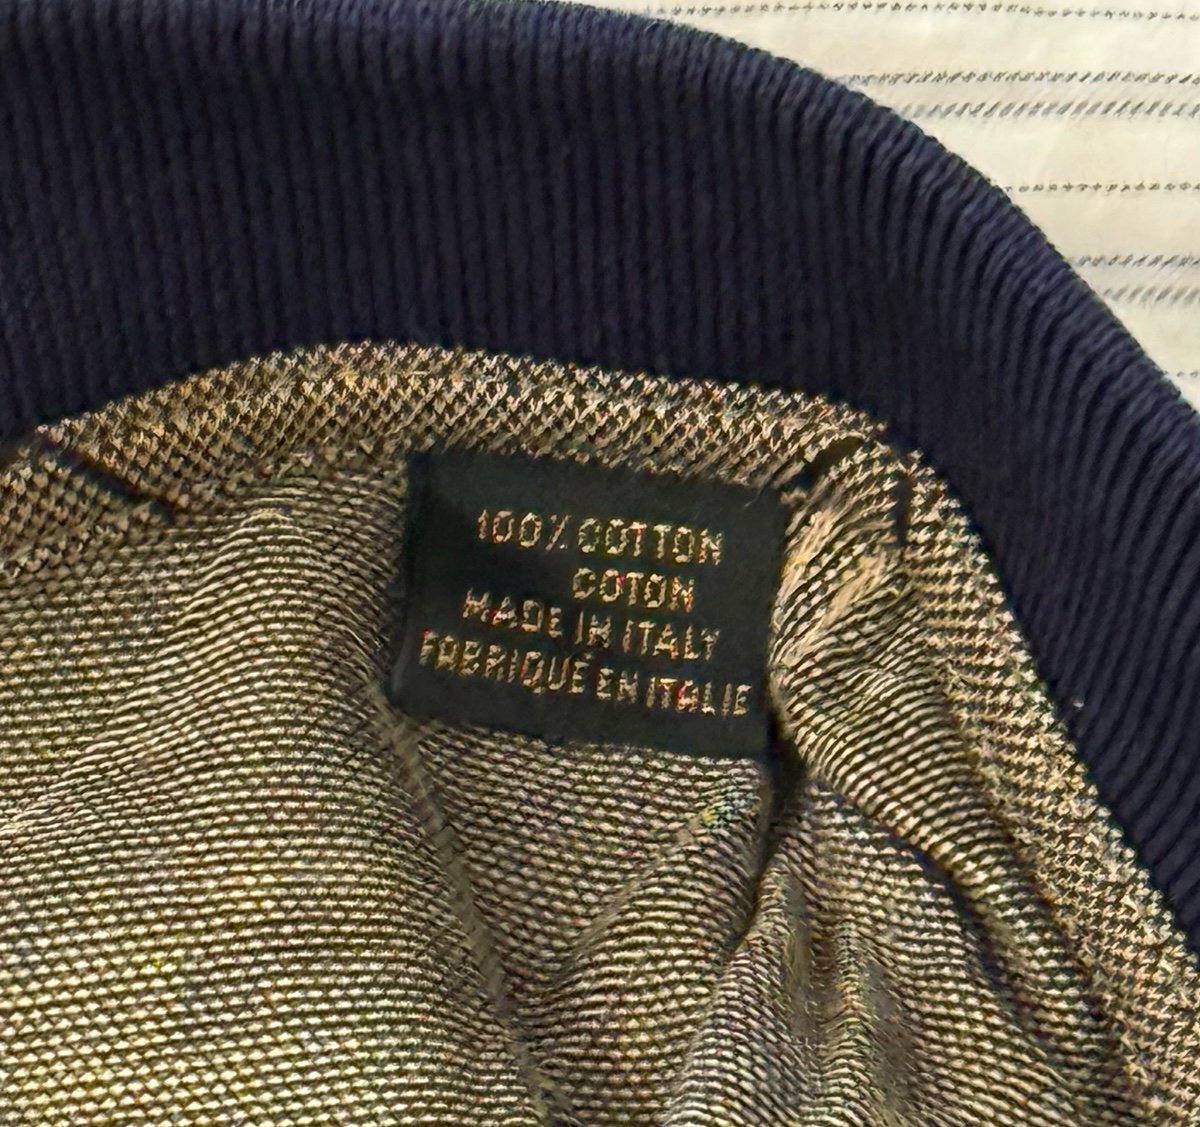 100% COTTON
COTON
MADE IN ITALY
FABRIQUE EN ITALIE